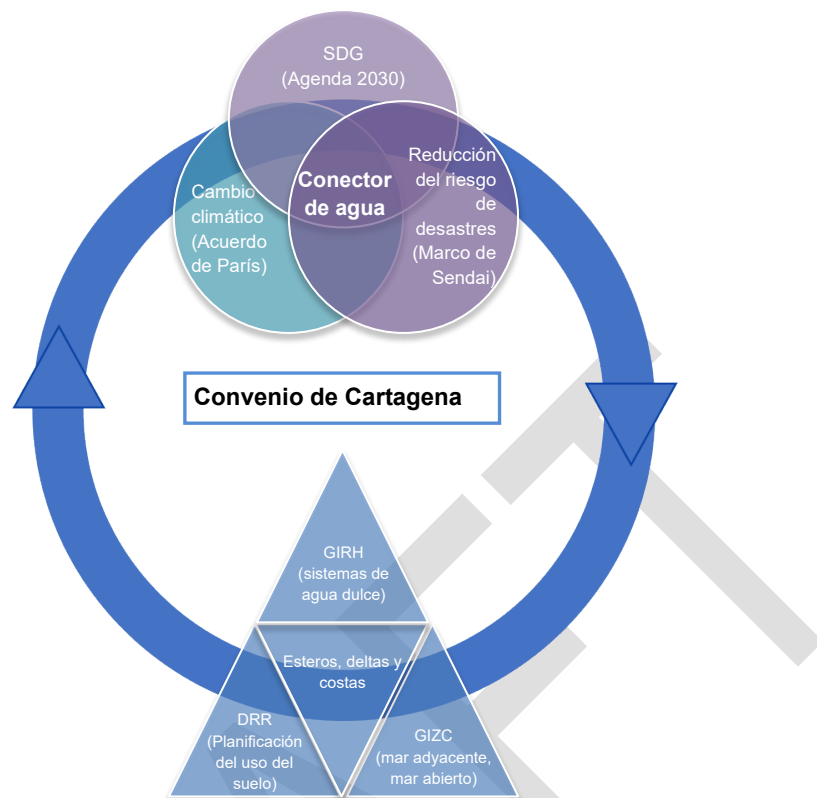 SDG
(Agenda 2030)
Reducción
del riesgo
de
desastres
(Marco de
Sendai)
Conector
de agua
Cambio
climático
(Acuerdo
de París)
Convenio de Cartagena
GIRH
(sistemas de
agua dulce)
Esteros, deltas y
costas
DRR
(Planificación
del uso del
suelo)
GIZC
(mar adyacente,
mar abierto)